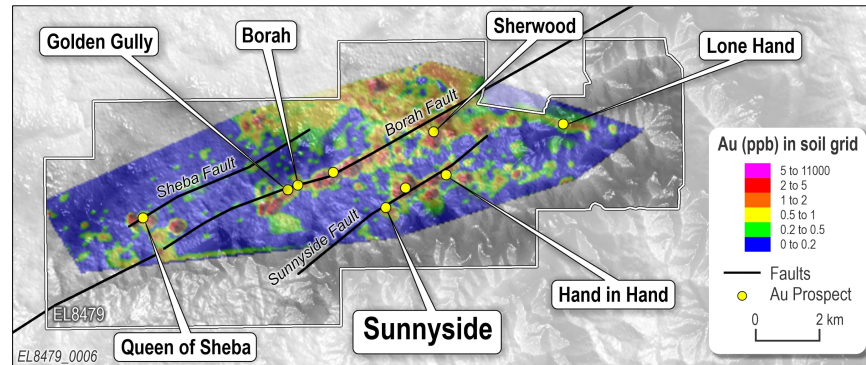 Golden Gully
Borah
Sherwood
Lone Hand
Borah Fault
Sheba Fault
Sunnyside Fault
EL8479
Queen of Sheba
Sunnyside
Hand in Hand
EL8479_0006
Au (ppb) in soil grid
5 to 11000
2 to 5
1 to 2
0.5 to 1
0.2 to 0.5
0 to 0.2
Faults
Au Prospect
0 2 km